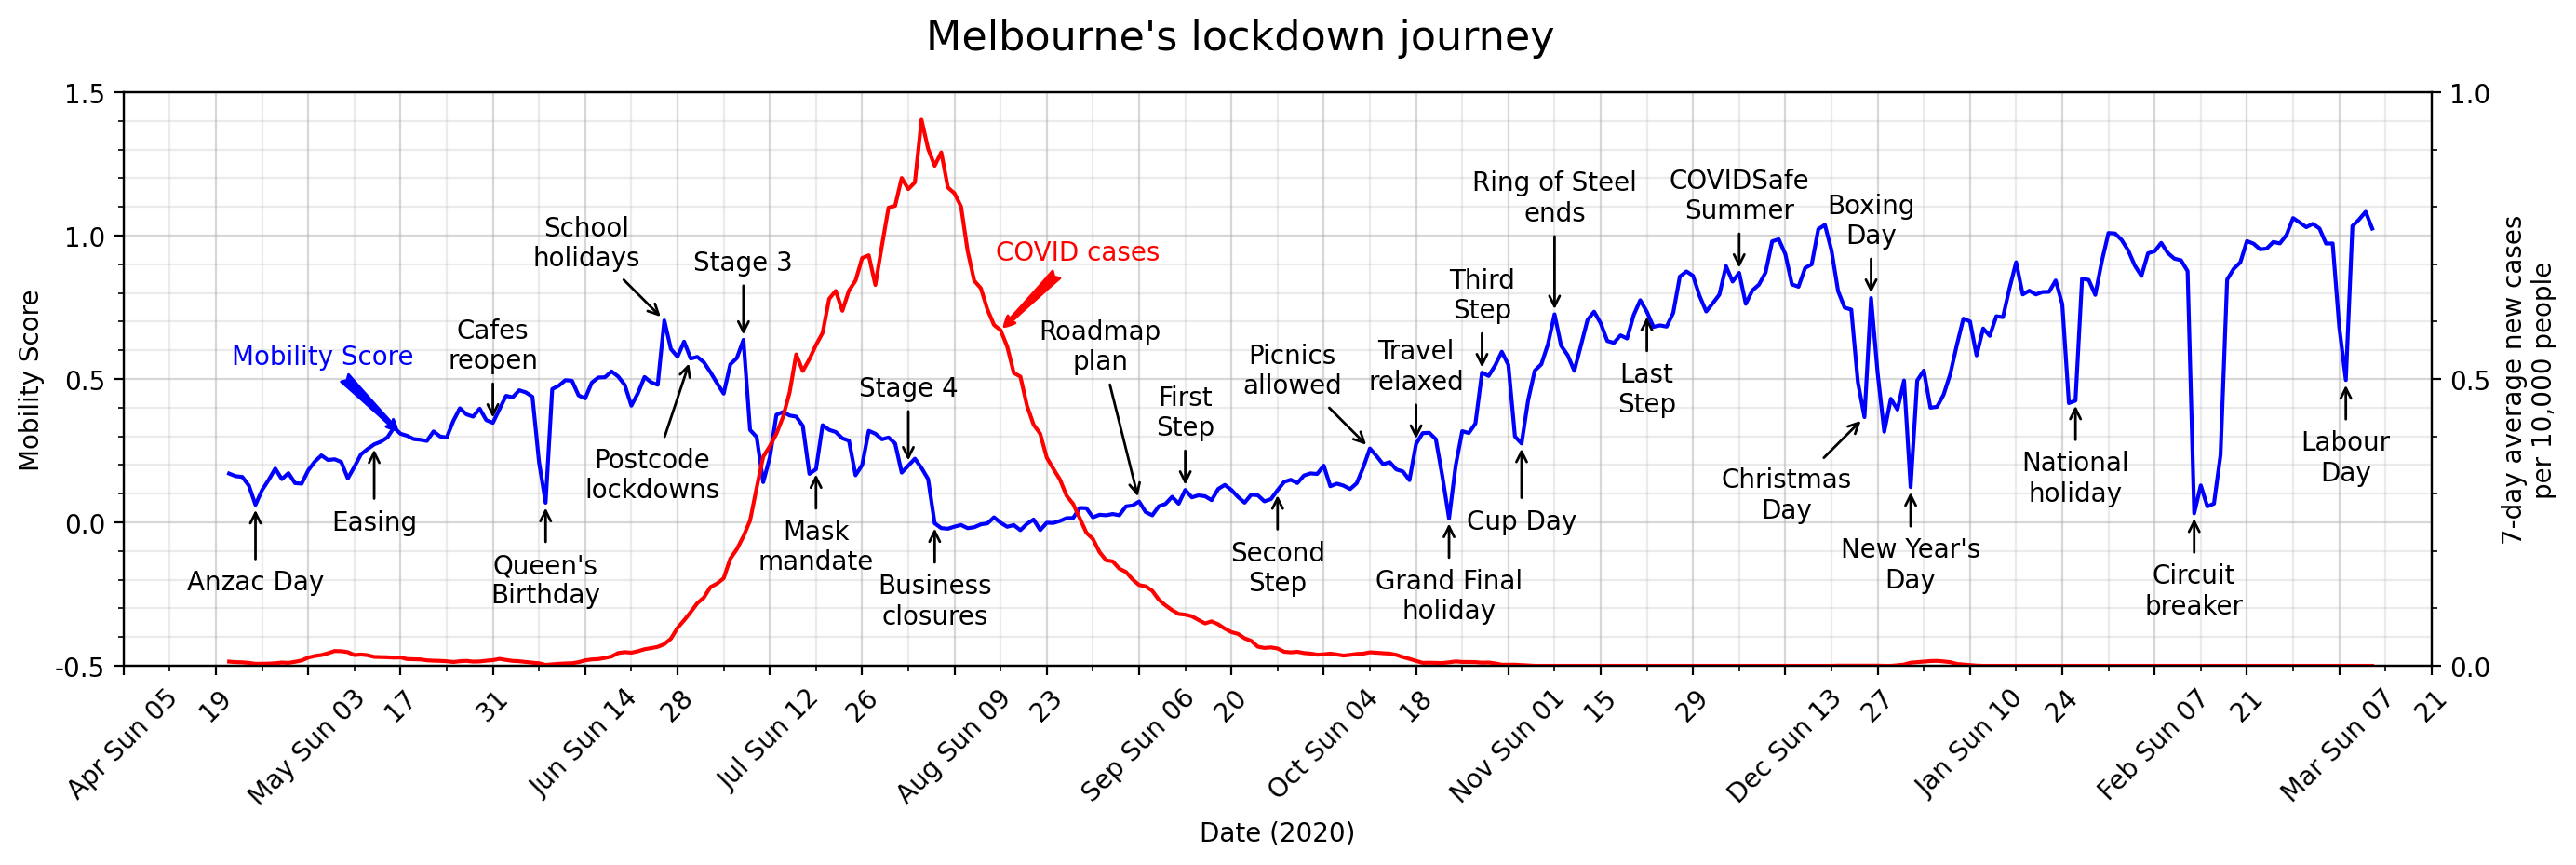 Melbourne's lockdown journey
1.5
1.0
0.5
0.0
-0.5
Mobility Score
1.0
0.5
0.0
7-day average new cases
per 10,000 people
Mobility Score
COVID cases
Anzac Day
Easing
Cafes
reopen
Queen's
Birthday
School
holidays
Postcode
lockdowns
Stage 3
Mask
mandate
Stage 4
Business
closures
Roadmap
plan
First
Step
Second
Step
Picnics
allowed
Travel
relaxed
Grand Final
holiday
Third
Step
Cup Day
Ring of Steel
ends
Last
Step
COVIDSafe
Summer
Christmas
Day
Boxing
Day
New Year's
Day
National
holiday
Circuit
breaker
Labour
Day
Apr Sun 05
19
May Sun 03
17
31
Jun Sun 14
28
Jul Sun 12
26
Aug Sun 09
23
Sep Sun 06
20
Oct Sun 04
18
Nov Sun 01
15
29
Dec Sun 13
27
Jan Sun 10
24
Feb Sun 07
21
Mar Sun 07
21
Date (2020)